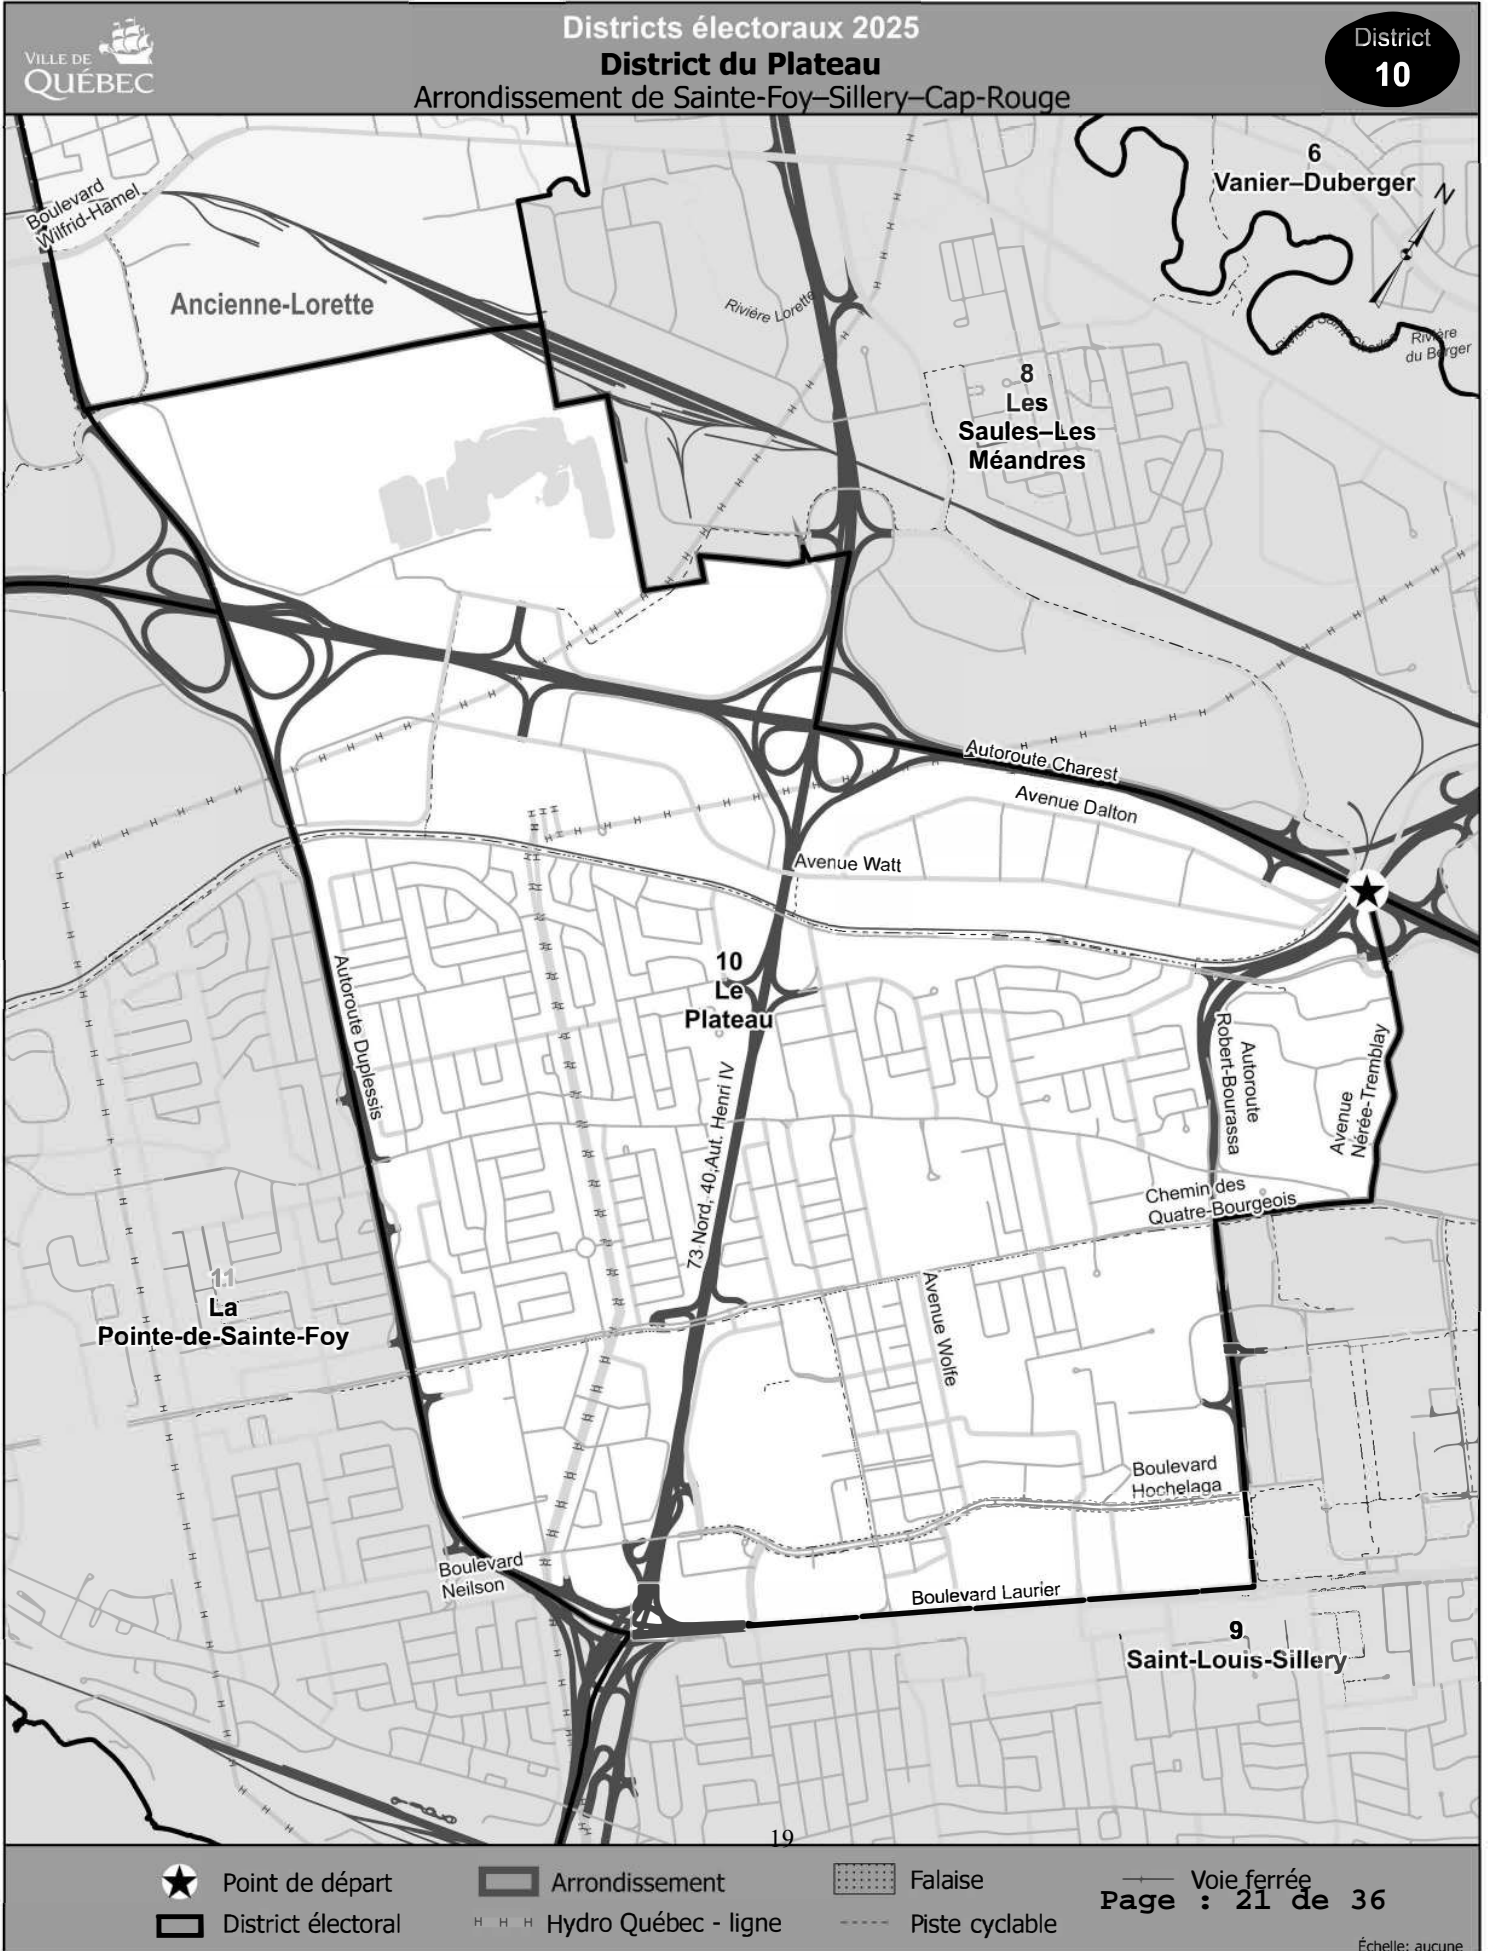 Districts électoraux 2025
District du Plateau
Arrondissement de Sainte-Foy–Sillery–Cap-Rouge
VILLE DE
QUÉBEC
District
10
6
Vanier–Duberger
N
Boulevard
Wilfrid-Hamel
Ancienne-Lorette
Rivière Lorette
Rivière
du Berger
8
Les
Saules–Les
Méandres
Autoroute Charest
Avenue Dalton
Avenue Watt
10
Le
Plateau
Autoroute Duplessis
Autoroute
Robert-Bourassa
Avenue
Nérée-Tremblay
73 Nord, 40,Aut. Henri IV
Chemin des
Quatre-Bourgeois
11
La
Pointe-de-Sainte-Foy
Avenue Wolfe
Boulevard
Hochelaga
Boulevard
Neilson
Boulevard Laurier
9
Saint-Louis-Sillery
19
Point de départ
Arrondissement
Falaise
Voie ferrée
Page : 21 de 36
District électoral
H H H Hydro Québec - ligne
Piste cyclable
Échelle: aucune